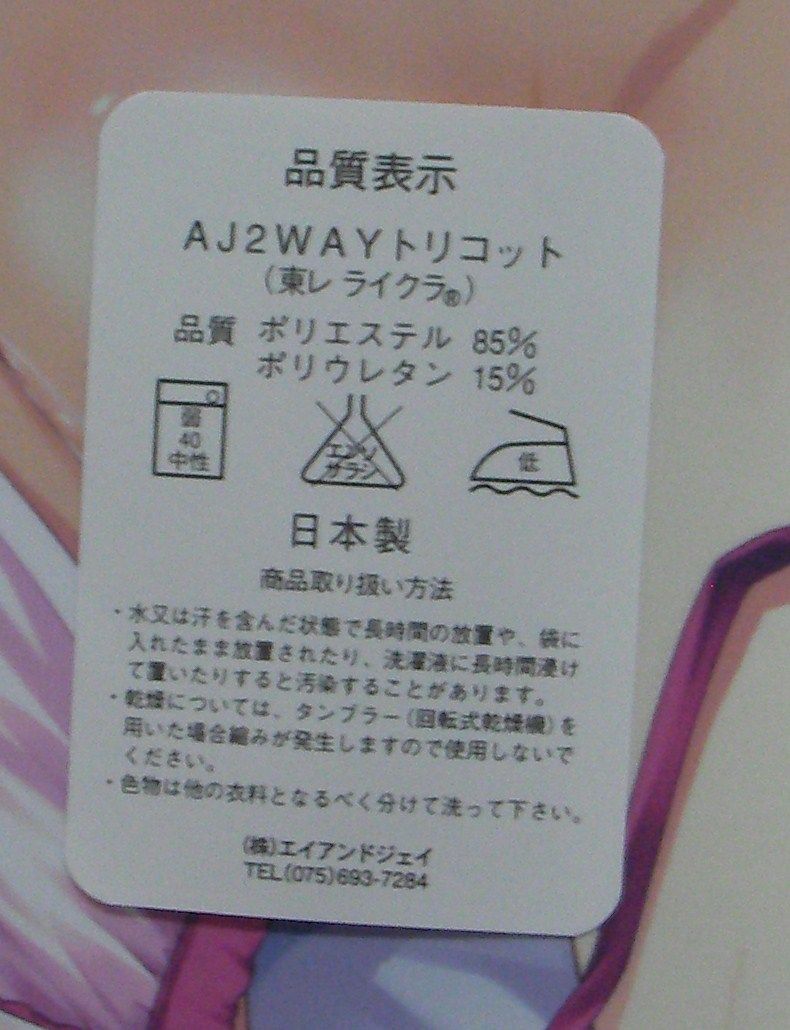 品質表示
AJ2WAYトリコット
(東レ ライクラ®)
品質 ポリエステル 85%
ポリウレタン 15%
弱
40
中性
エンソ
サラシ
低
日本製
商品取り扱い方法
・水又は汗を含んだ状態で長時間の放置や、袋に
入れたまま放置されたり、洗濯液に長時間浸け
て置いたりすると汚染することがあります。
・乾燥については、タンブラー(回転式乾燥機)を
用いた場合縮みが発生しますので使用しないで
ください。
・色物は他の衣料となるべく分けて洗って下さい。
(株)エイアンドジェイ
TEL(075)693-7284